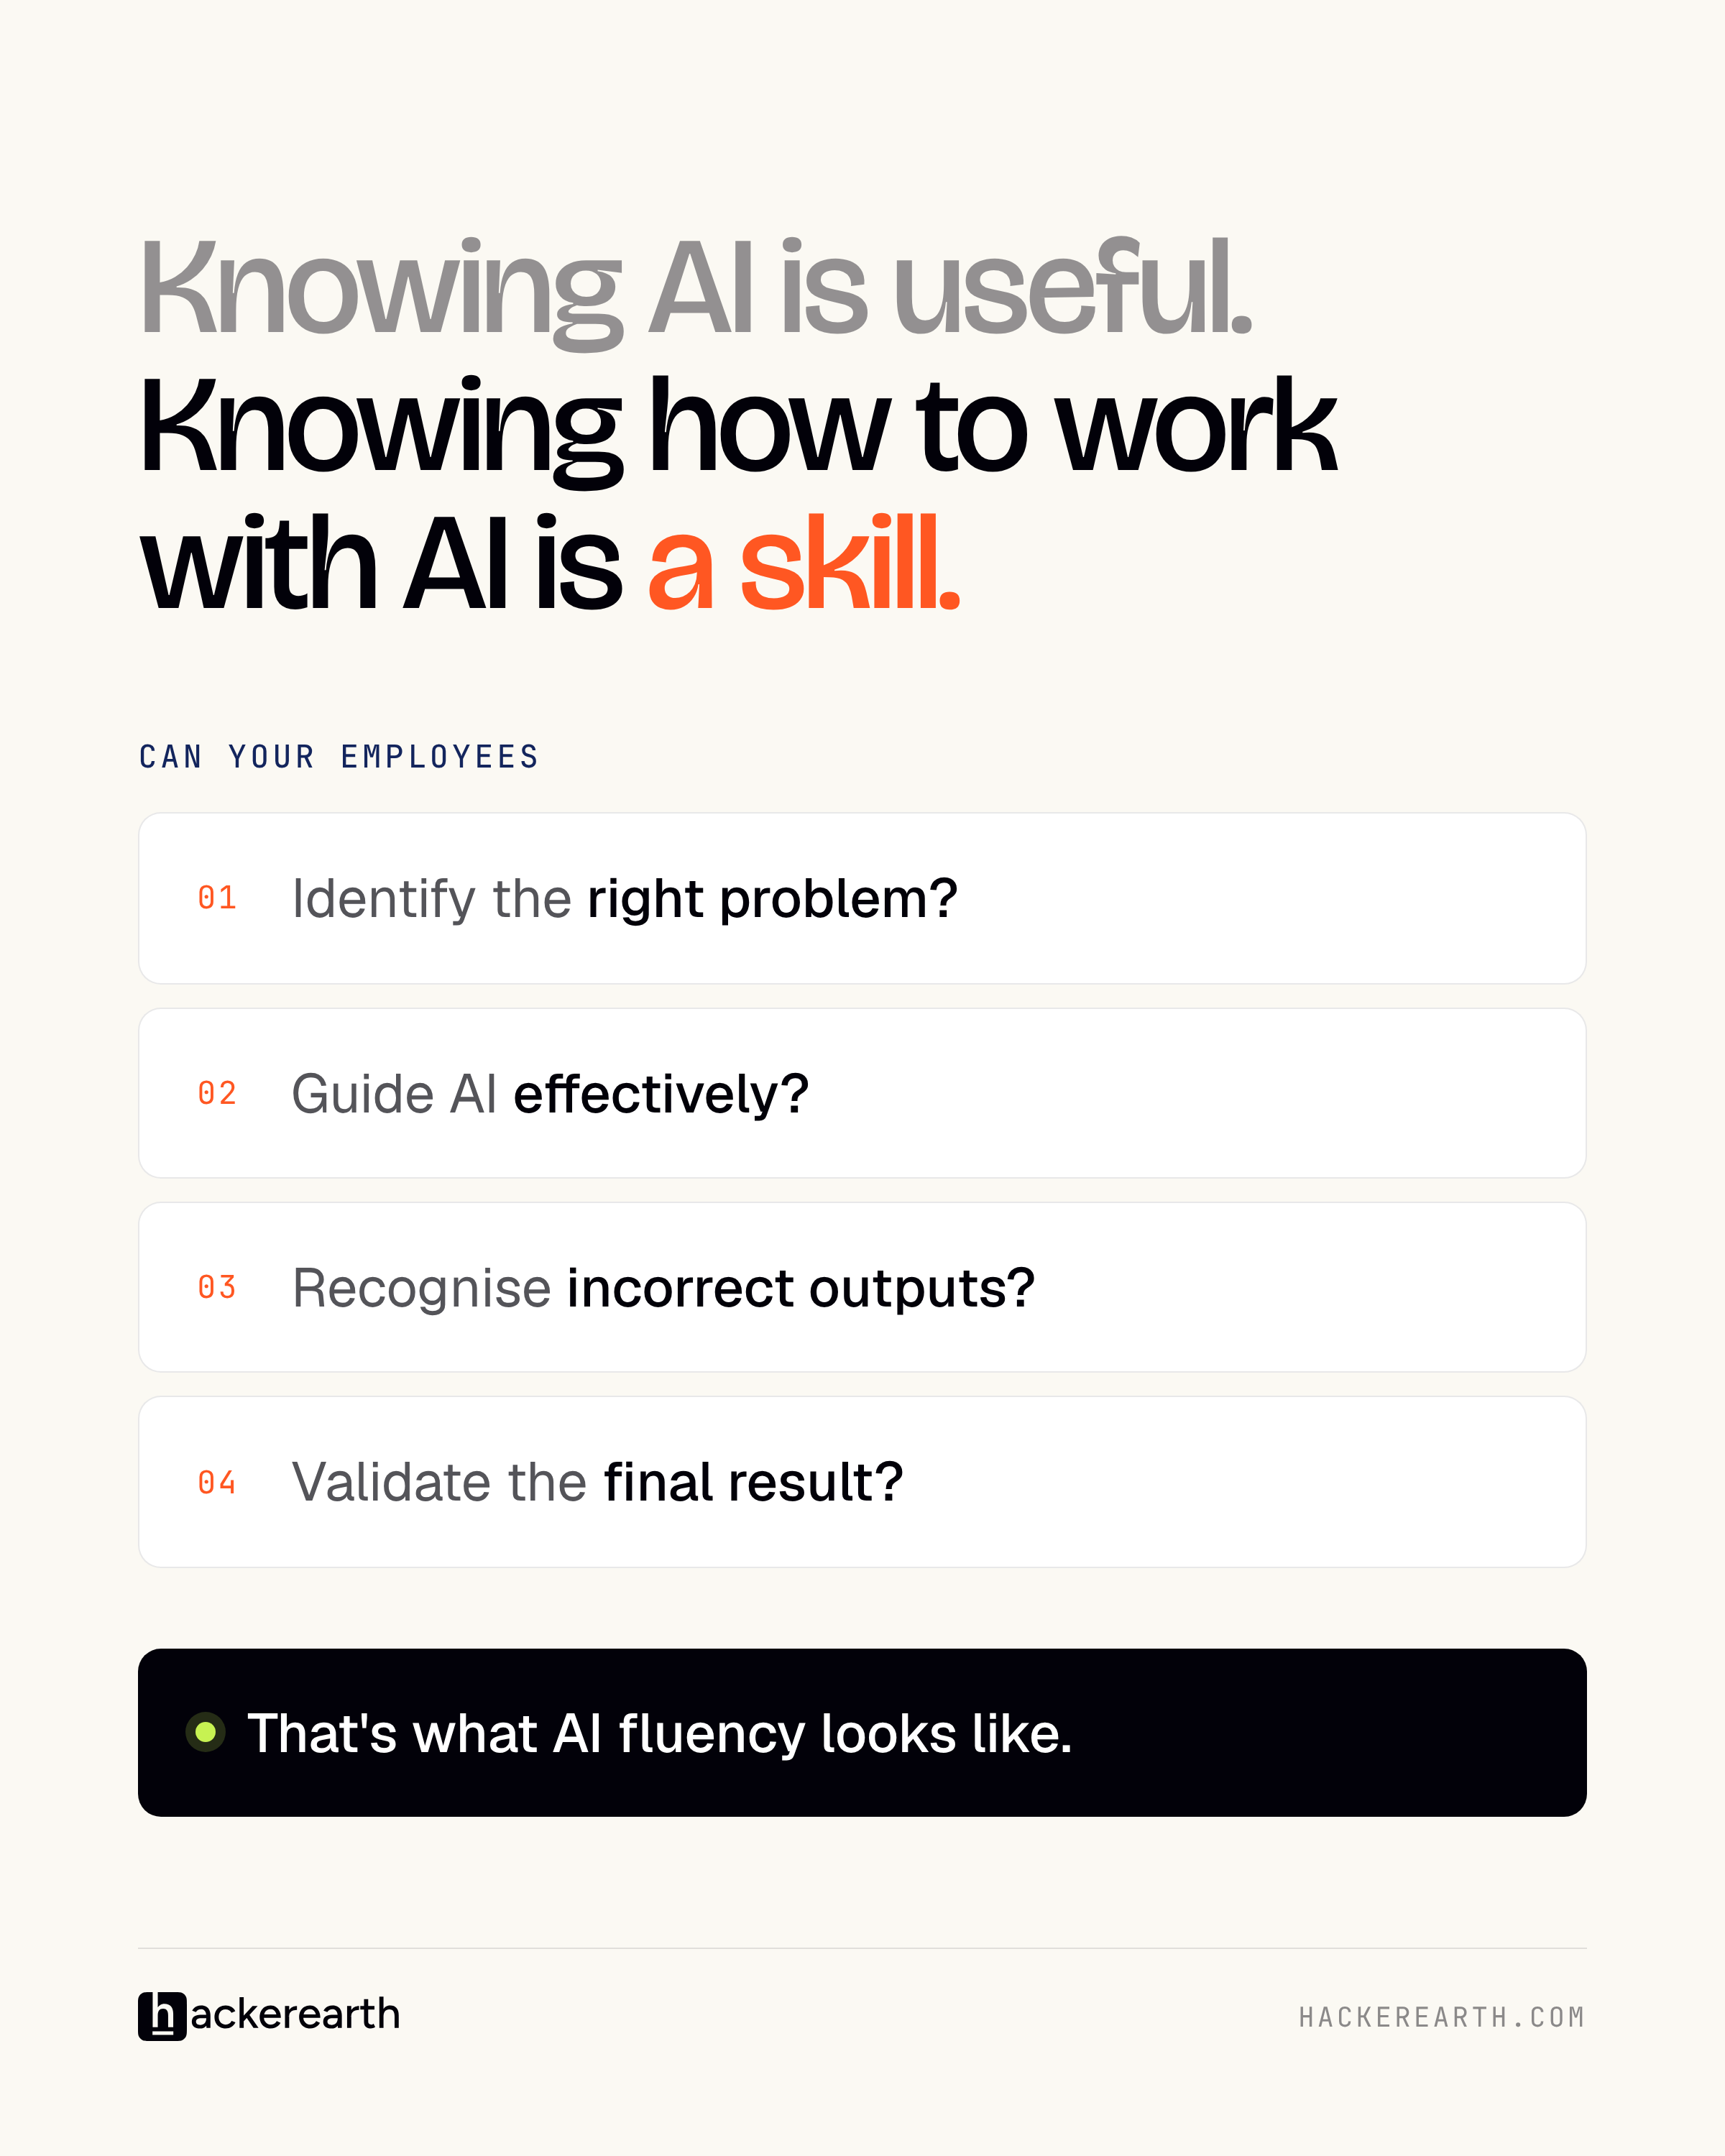 Knowing AI is useful.
Knowing how to work
with AI is a skill.
CAN YOUR EMPLOYEES
01 Identify the right problem?
02 Guide AI effectively?
03 Recognise incorrect outputs?
04 Validate the final result?
That's what AI fluency looks like.
hackerearth
HACKEREARTH.COM